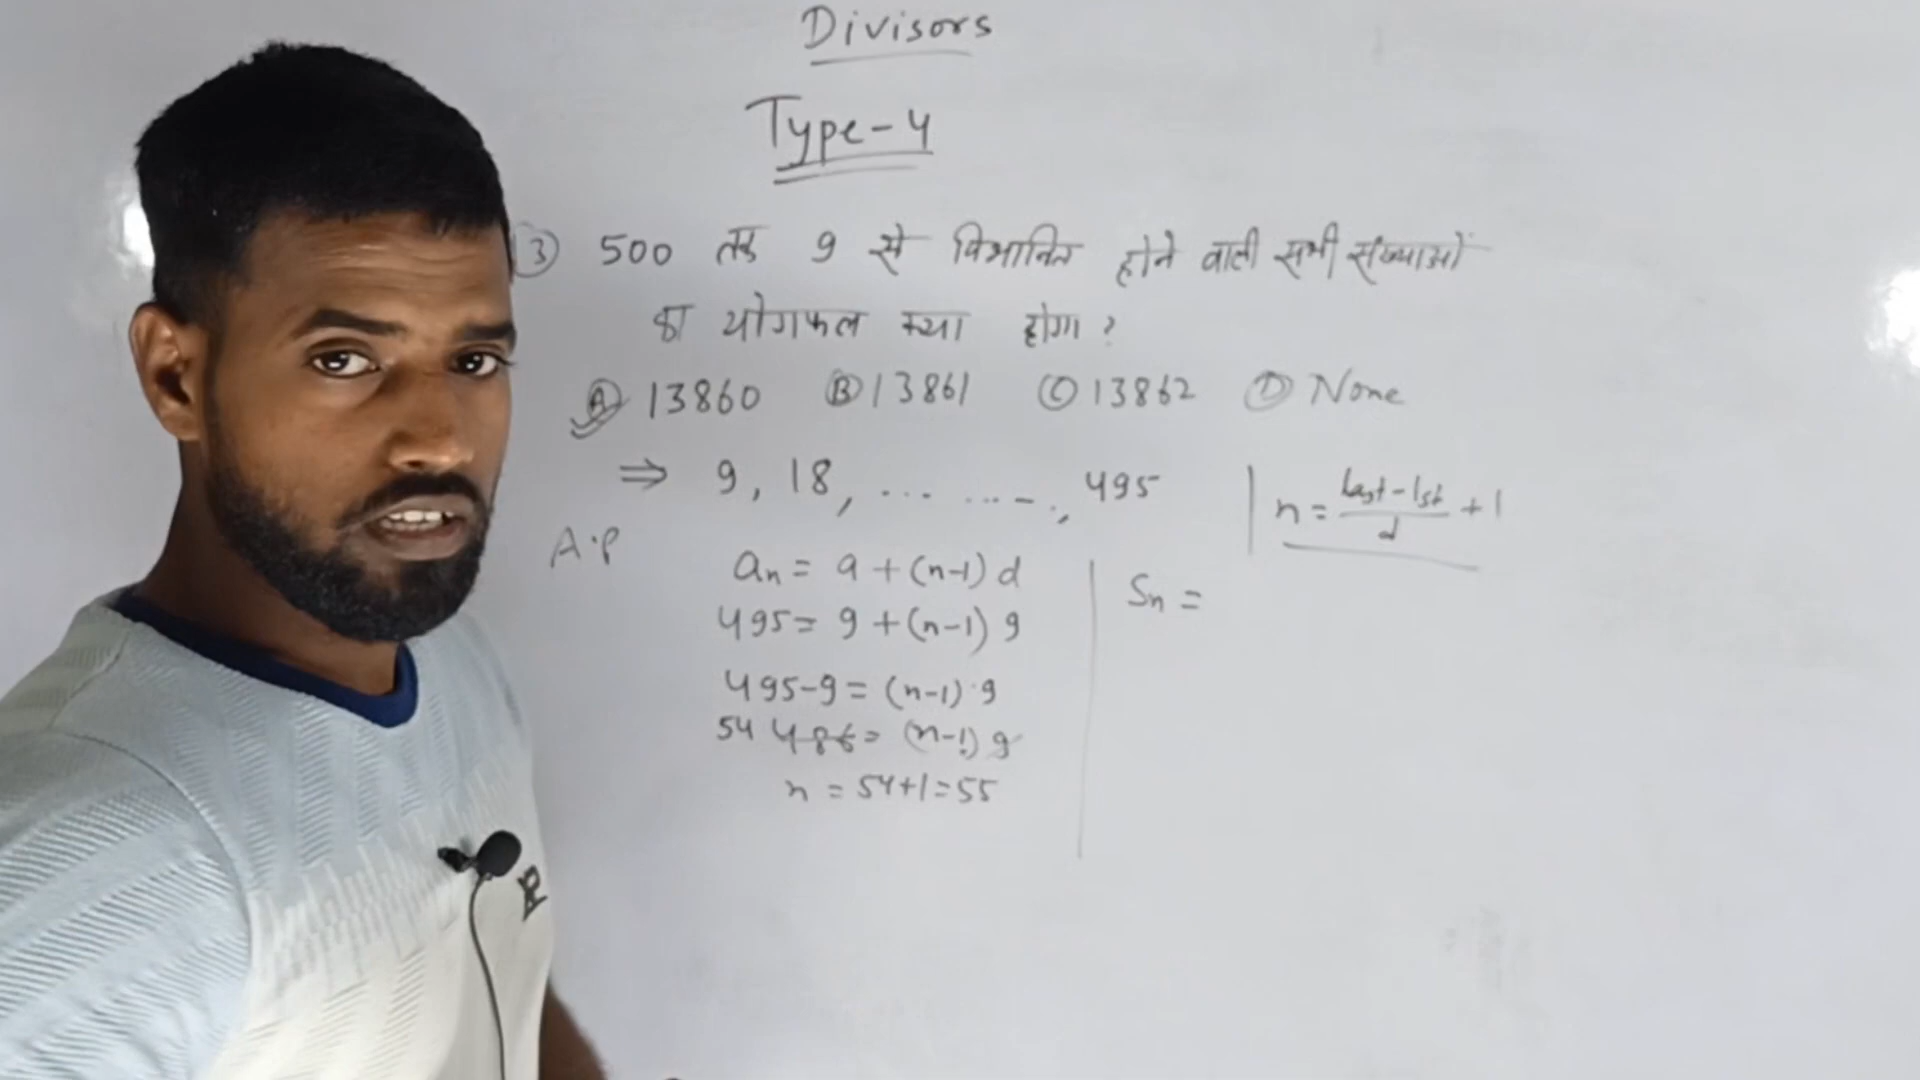 Divisors
Type-4
(3) 500 तक 9 से विभाजित होने वाली सभी संख्याओं
का योगफल क्या होगा ?
(A) 13860 (B) 13861 (C) 13862 (D) None
⇒ 9, 18, ... ..., 495
n = (Last - 1st)/d + 1
A.P
an = a + (n-1) d
495 = 9 + (n-1) 9
495-9 = (n-1) 9
54 486 = (n-1) 9
n = 54+1=55
Sn =